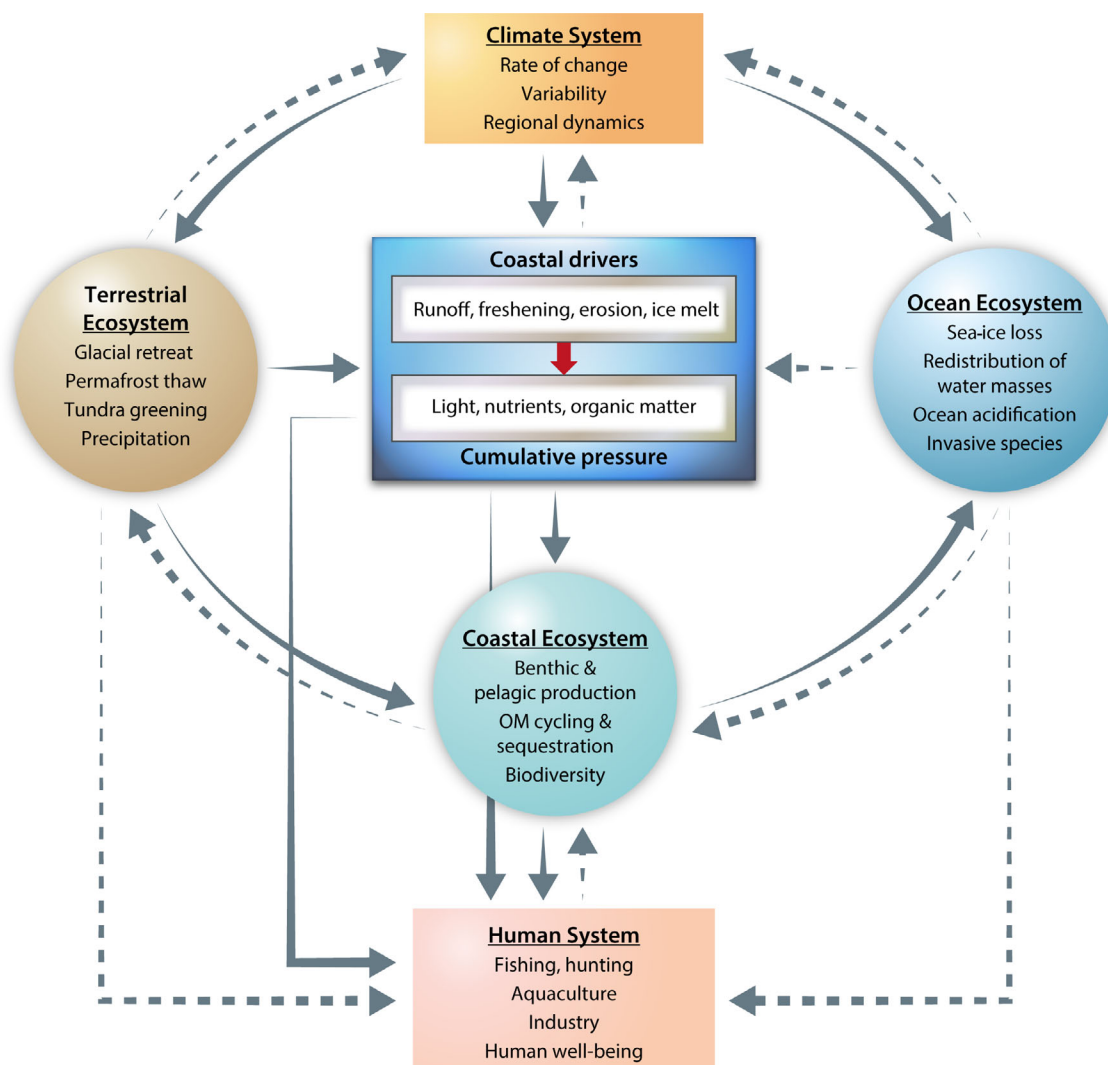 Climate System
Rate of change
Variability
Regional dynamics
Coastal drivers
Runoff, freshening, erosion, ice melt
Light, nutrients, organic matter
Cumulative pressure
Terrestrial
Ecosystem
Glacial retreat
Permafrost thaw
Tundra greening
Precipitation
Ocean Ecosystem
Sea-ice loss
Redistribution of
water masses
Ocean acidification
Invasive species
Coastal Ecosystem
Benthic &
pelagic production
OM cycling &
sequestration
Biodiversity
Human System
Fishing, hunting
Aquaculture
Industry
Human well-being